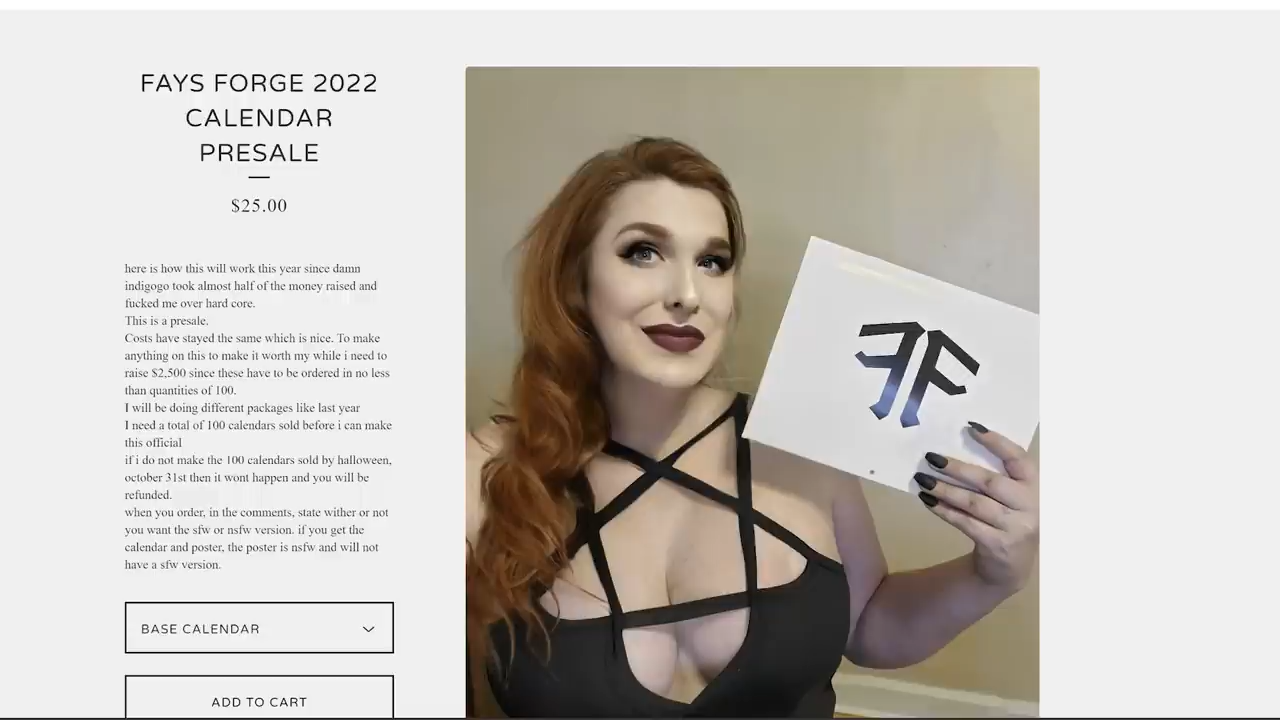 FAYS FORGE 2022
CALENDAR
PRESALE
$25.00
here is how this will work this year since damn
indigogo took almost half of the money raised and
fucked me over hard core.
This is a presale.
Costs have stayed the same which is nice. To make
anything on this to make it worth my while i need to
raise $2,500 since these have to be ordered in no less
than quantities of 100.
I will be doing different packages like last year
I need a total of 100 calendars sold before i can make
this official
if i do not make the 100 calendars sold by halloween,
october 31st then it wont happen and you will be
refunded.
when you order, in the comments, state wither or not
you want the sfw or nsfw version. if you get the
calendar and poster, the poster is nsfw and will not
have a sfw version.
BASE CALENDAR
ADD TO CART
FF